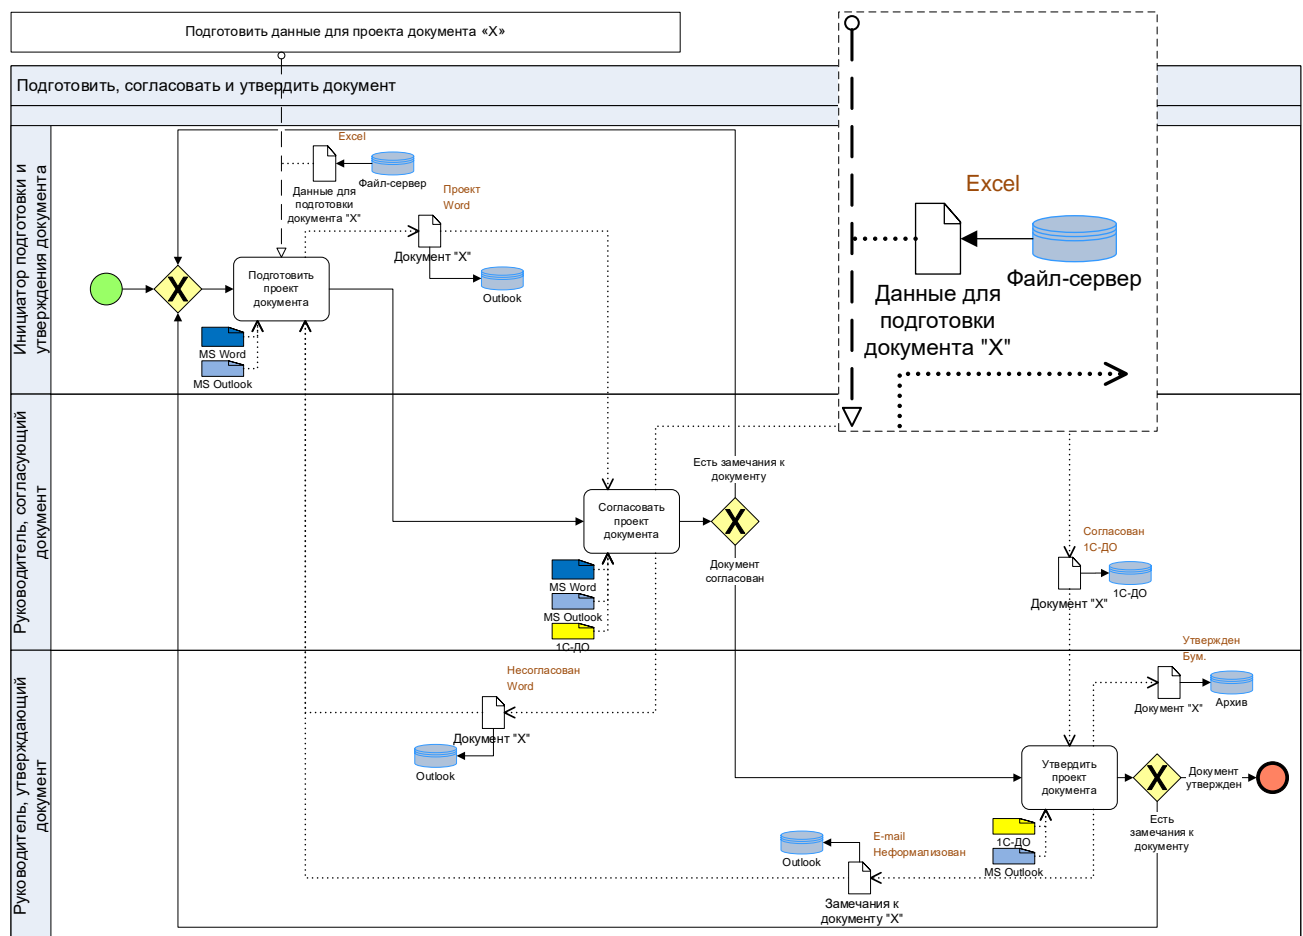 Подготовить данные для проекта документа «X»
Подготовить, согласовать и утвердить документ
Инициатор подготовки и
утверждения документа
Excel
Файл-сервер
Данные для
подготовки
документа "X"
Проект
Word
Документ "X"
Outlook
Подготовить
проект
документа
MS Word
MS Outlook
Excel
Файл-сервер
Данные для
подготовки
документа "X"
Руководитель, согласующий
документ
Есть замечания к
документу
Согласовать
проект
документа
Документ
согласован
MS Word
MS Outlook
1С-ДО
Согласован
1С-ДО
Документ "X"
1С-ДО
Руководитель, утверждающий
документ
Несогласован
Word
Документ "X"
Outlook
Утвержден
Бум.
Документ "X"
Архив
Утвердить
проект
документа
Документ
утвержден
Есть
замечания к
документу
1С-ДО
MS Outlook
E-mail
Неформализован
Outlook
Замечания к
документу "X"